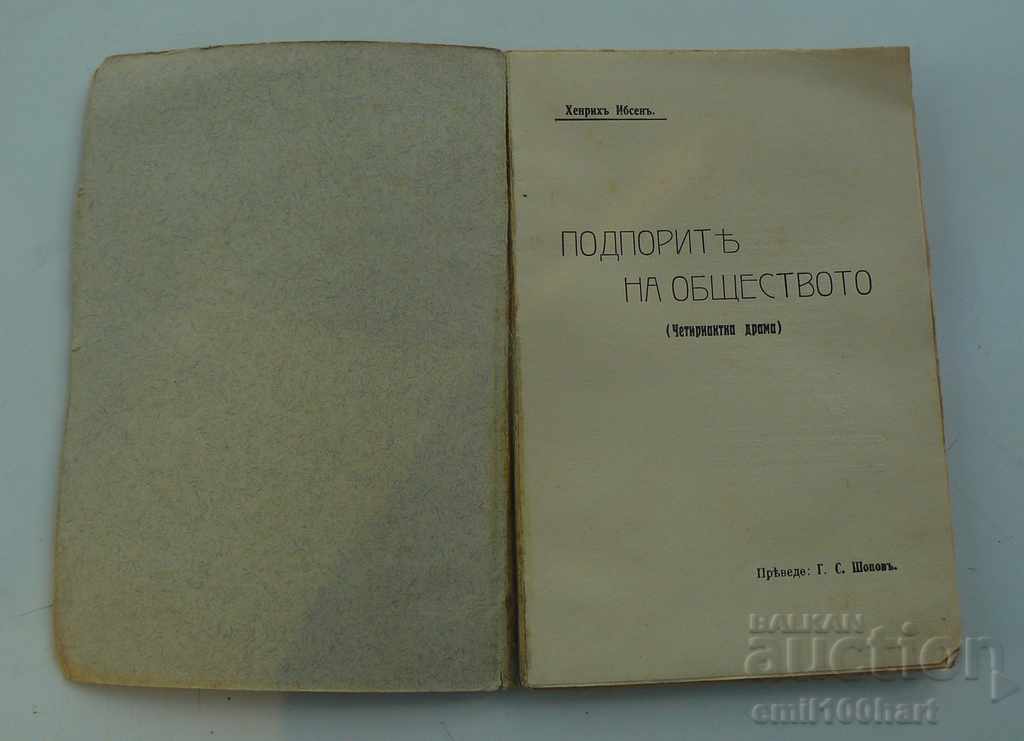 Хенрихъ Ибсенъ.
ПОДПОРИТѢ
НА ОБЩЕСТВОТО
(Четириактна драма)
Прѣведе: Г. С. Шоповъ.
BALKAN
auction
emil100hart